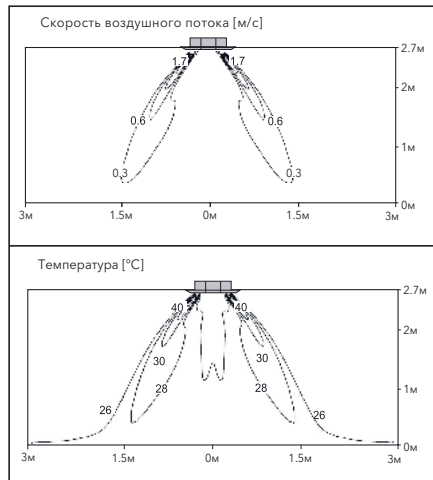 Скорость воздушного потока [м/с]
1.7 1.7
0.6 0.6
0.3 0.3
2.7м
2м
1м
0м
3м 1.5м 0м 1.5м 3м
Температура [°C]
40 40
30 30
28 28
26 26
2.7м
2м
1м
0м
3м 1.5м 0м 1.5м 3м